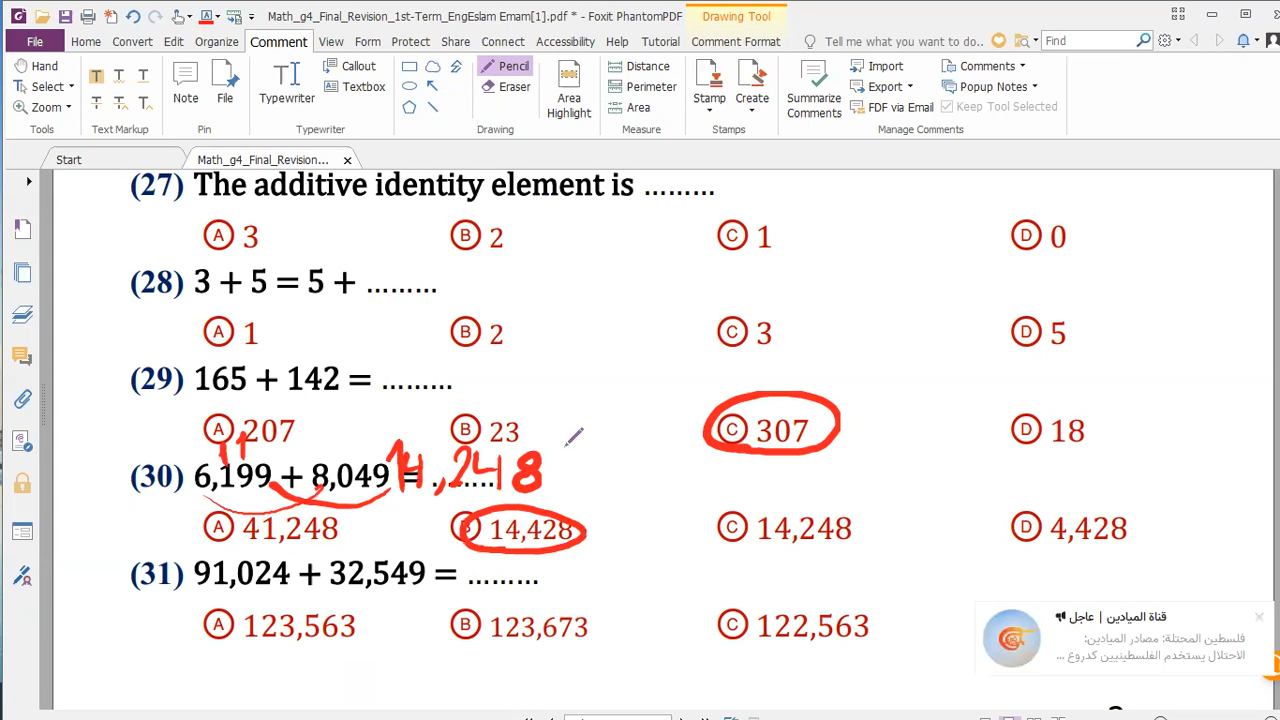 Math_g4_Final_Revision_1st-Term_EngEslam Emam[1].pdf * - Foxit PhantomPDF
Drawing Tool
File Home Convert Edit Organize Comment View Form Protect Share Connect Accessibility Help Tutorial Comment Format Tell me what you want to do.. Find
Hand
Select
Zoom
Tools
Text Markup
Note
File
Pin
Typewriter
Callout
Textbox
Typewriter
Pencil
Eraser
Drawing
Area Highlight
Distance
Perimeter
Area
Measure
Stamp
Create
Stamps
Summarize Comments
Import
Export
FDF via Email
Comments
Popup Notes
Keep Tool Selected
Manage Comments
Start
Math_g4_Final_Revision...
(27) The additive identity element is .........
A 3 B 2 C 1 D 0
(28) 3 + 5 = 5 + .........
A 1 B 2 C 3 D 5
(29) 165 + 142 = .........
A 207 B 23 C 307 D 18
11
(30) 6,199 + 8,049 = ......... 14,248
A 41,248 B 14,428 C 14,248 D 4,428
(31) 91,024 + 32,549 = .........
A 123,563 B 123,673 C 122,563
قناة الميادين | عاجل
فلسطين المحتلة: مصادر الميادين:
الاحتلال يستخدم الفلسطينيين كدروع ...